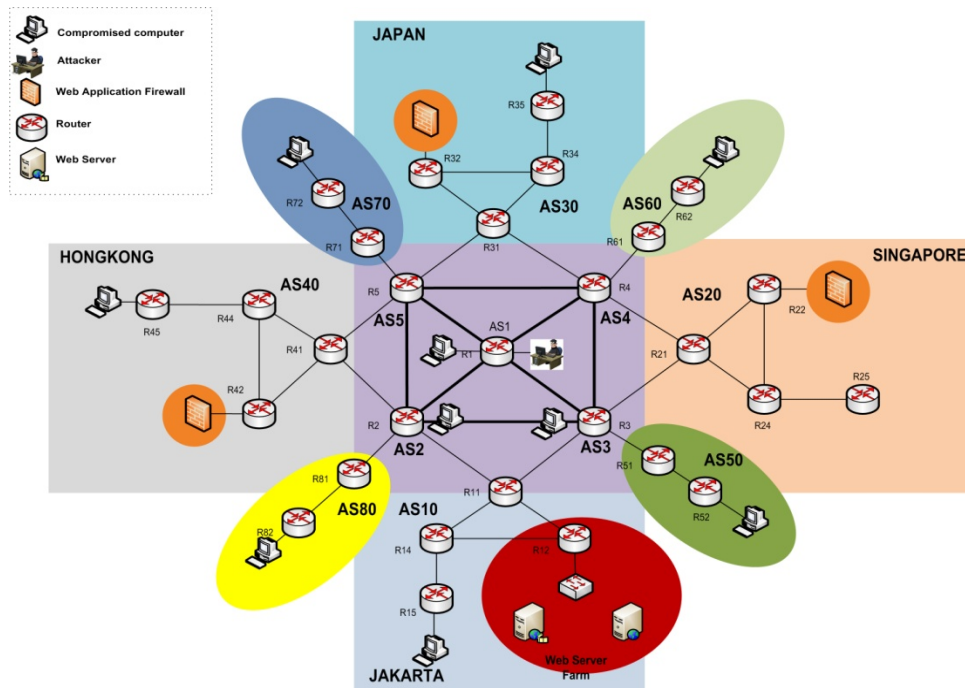 Compromised computer
Attacker
Web Application Firewall
Router
Web Server
JAPAN
R35
R32
R34
AS30
R31
R72
AS70
R71
AS60
R62
R61
HONGKONG
AS40
R44
R45
R41
R42
R5
AS5
R4
AS4
AS1
R1
R2
AS2
R3
AS3
SINGAPORE
AS20
R22
R21
R25
R24
AS50
R51
R52
R81
AS80
R82
R11
AS10
R14
R12
R15
JAKARTA
Web Server
Farm